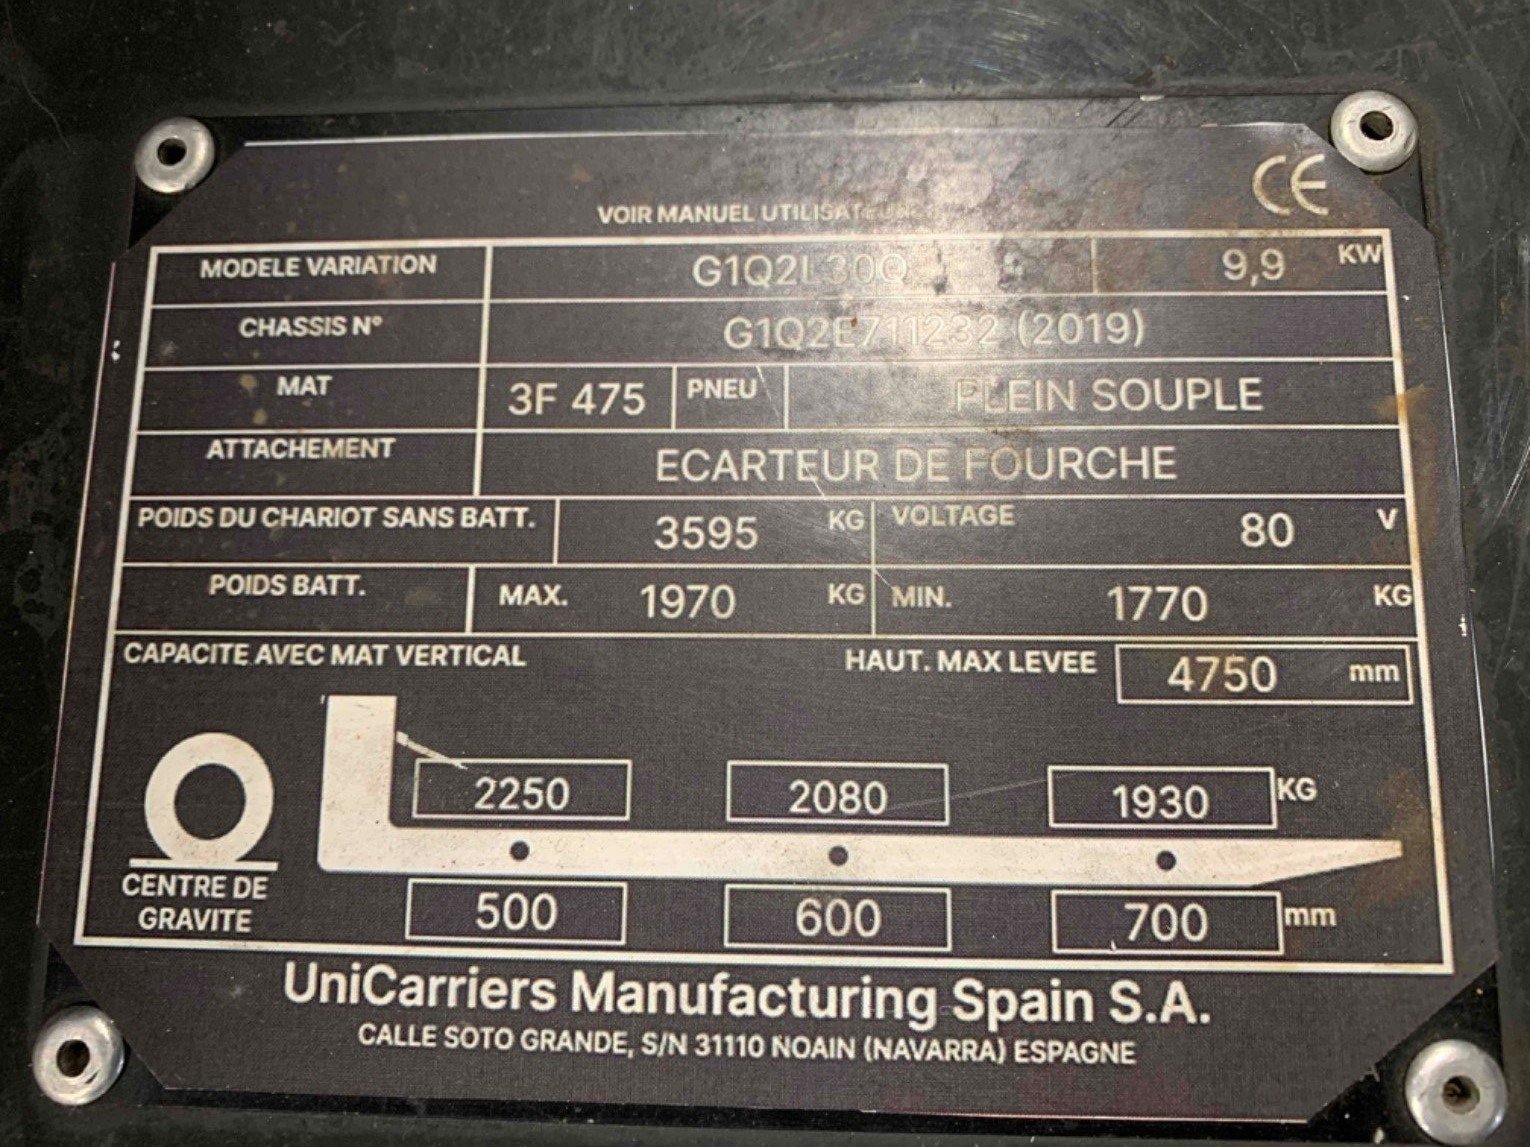 CE
VOIR MANUEL UTILISATEUR
MODELE VARIATION G1Q2L30Q 9,9 KW
CHASSIS N° G1Q2E711232 (2019)
MAT 3F 475 PNEU PLEIN SOUPLE
ATTACHEMENT ECARTEUR DE FOURCHE
POIDS DU CHARIOT SANS BATT. 3595 KG VOLTAGE 80 V
POIDS BATT. MAX. 1970 KG MIN. 1770 KG
CAPACITE AVEC MAT VERTICAL HAUT. MAX LEVEE 4750 mm
2250 2080 1930 KG
CENTRE DE
GRAVITE
500 600 700 mm
UniCarriers Manufacturing Spain S.A.
CALLE SOTO GRANDE, S/N 31110 NOAIN (NAVARRA) ESPAGNE